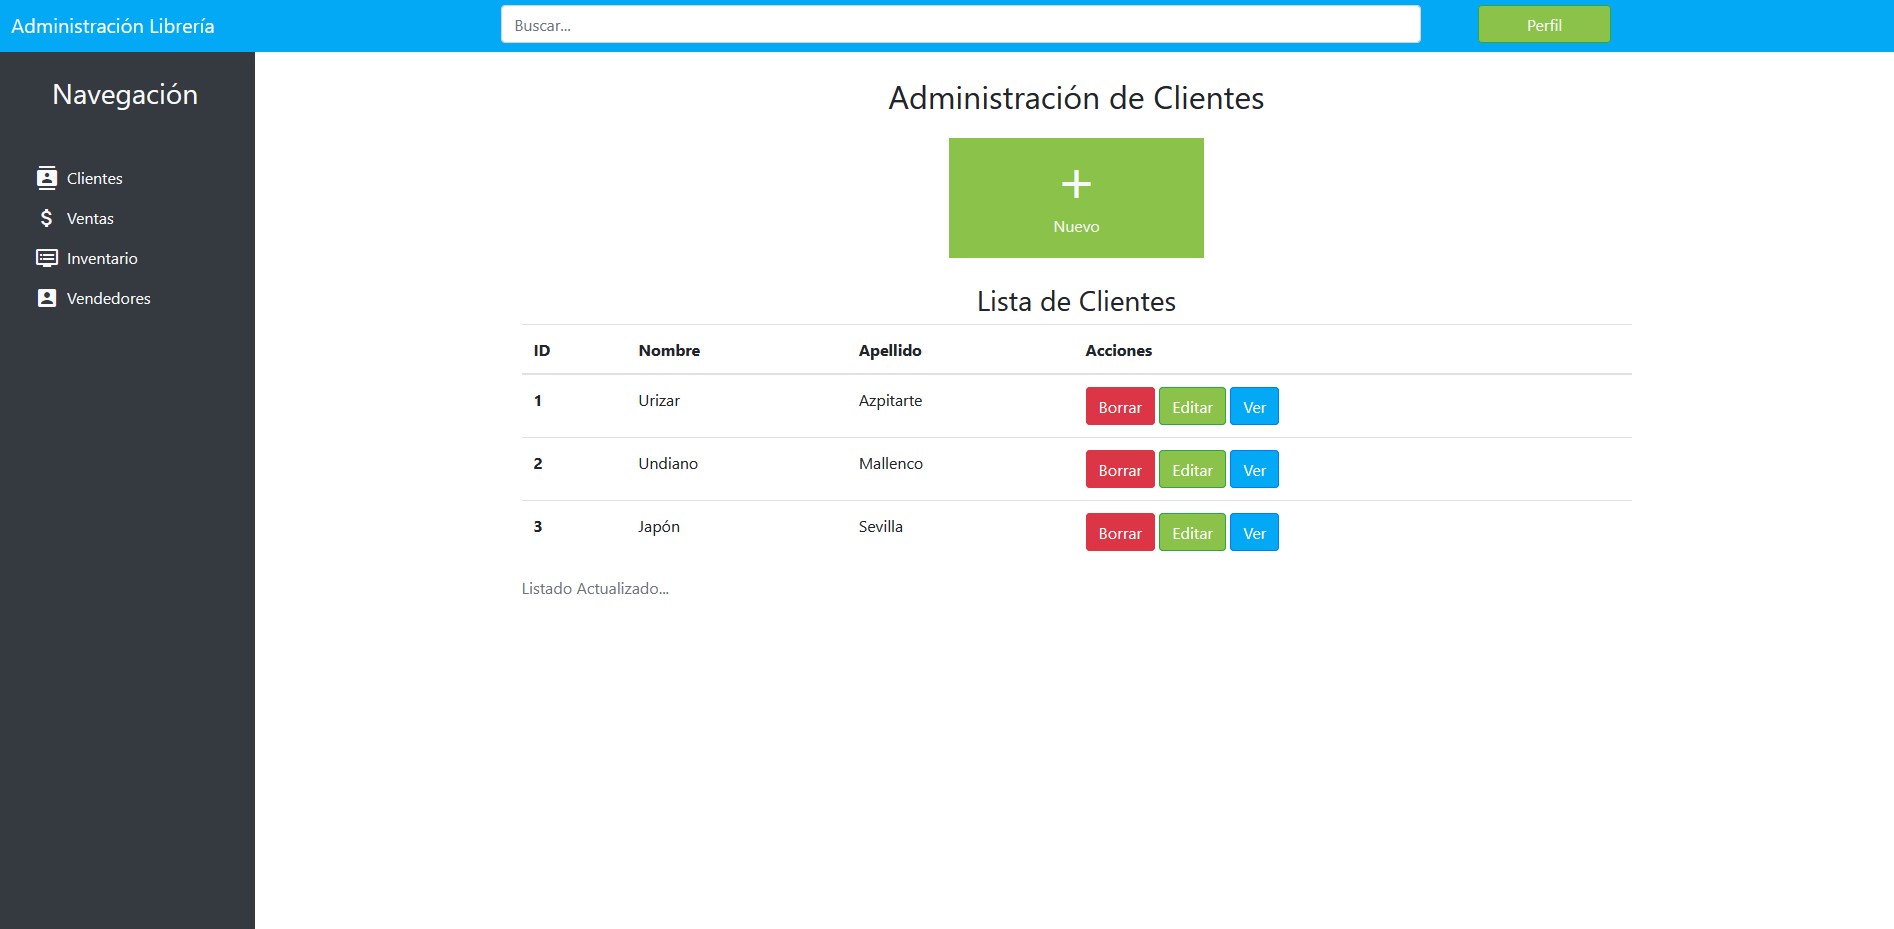 Administración Librería
Buscar...
Perfil
Navegación
Clientes
Ventas
Inventario
Vendedores
Administración de Clientes
Nuevo
Lista de Clientes
ID Nombre Apellido Acciones
1 Urizar Azpitarte Borrar Editar Ver
2 Undiano Mallenco Borrar Editar Ver
3 Japón Sevilla Borrar Editar Ver
Listado Actualizado...